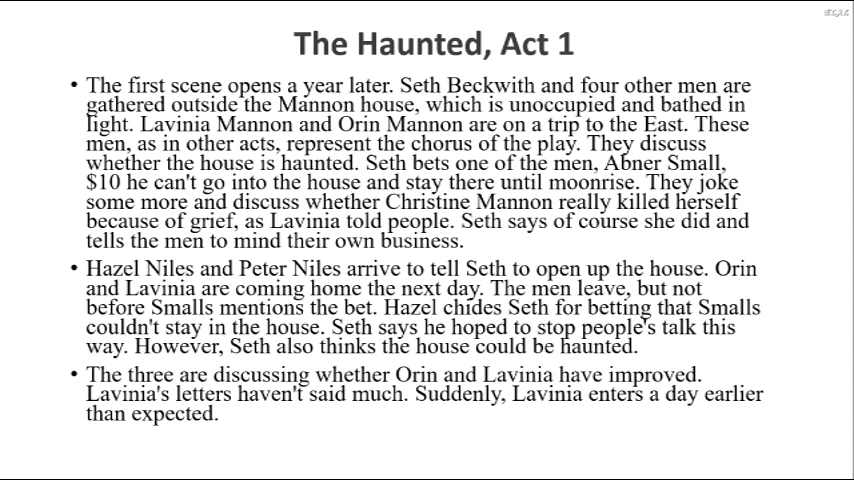 The Haunted, Act 1
• The first scene opens a year later. Seth Beckwith and four other men are
gathered outside the Mannon house, which is unoccupied and bathed in
light. Lavinia Mannon and Orin Mannon are on a trip to the East. These
men, as in other acts, represent the chorus of the play. They discuss
whether the house is haunted. Seth bets one of the men, Abner Small,
$10 he can't go into the house and stay there until moonrise. They joke
some more and discuss whether Christine Mannon really killed herself
because of grief, as Lavinia told people. Seth says of course she did and
tells the men to mind their own business.
• Hazel Niles and Peter Niles arrive to tell Seth to open up the house. Orin
and Lavinia are coming home the next day. The men leave, but not
before Smalls mentions the bet. Hazel chides Seth for betting that Smalls
couldn't stay in the house. Seth says he hoped to stop people's talk this
way. However, Seth also thinks the house could be haunted.
• The three are discussing whether Orin and Lavinia have improved.
Lavinia's letters haven't said much. Suddenly, Lavinia enters a day earlier
than expected.